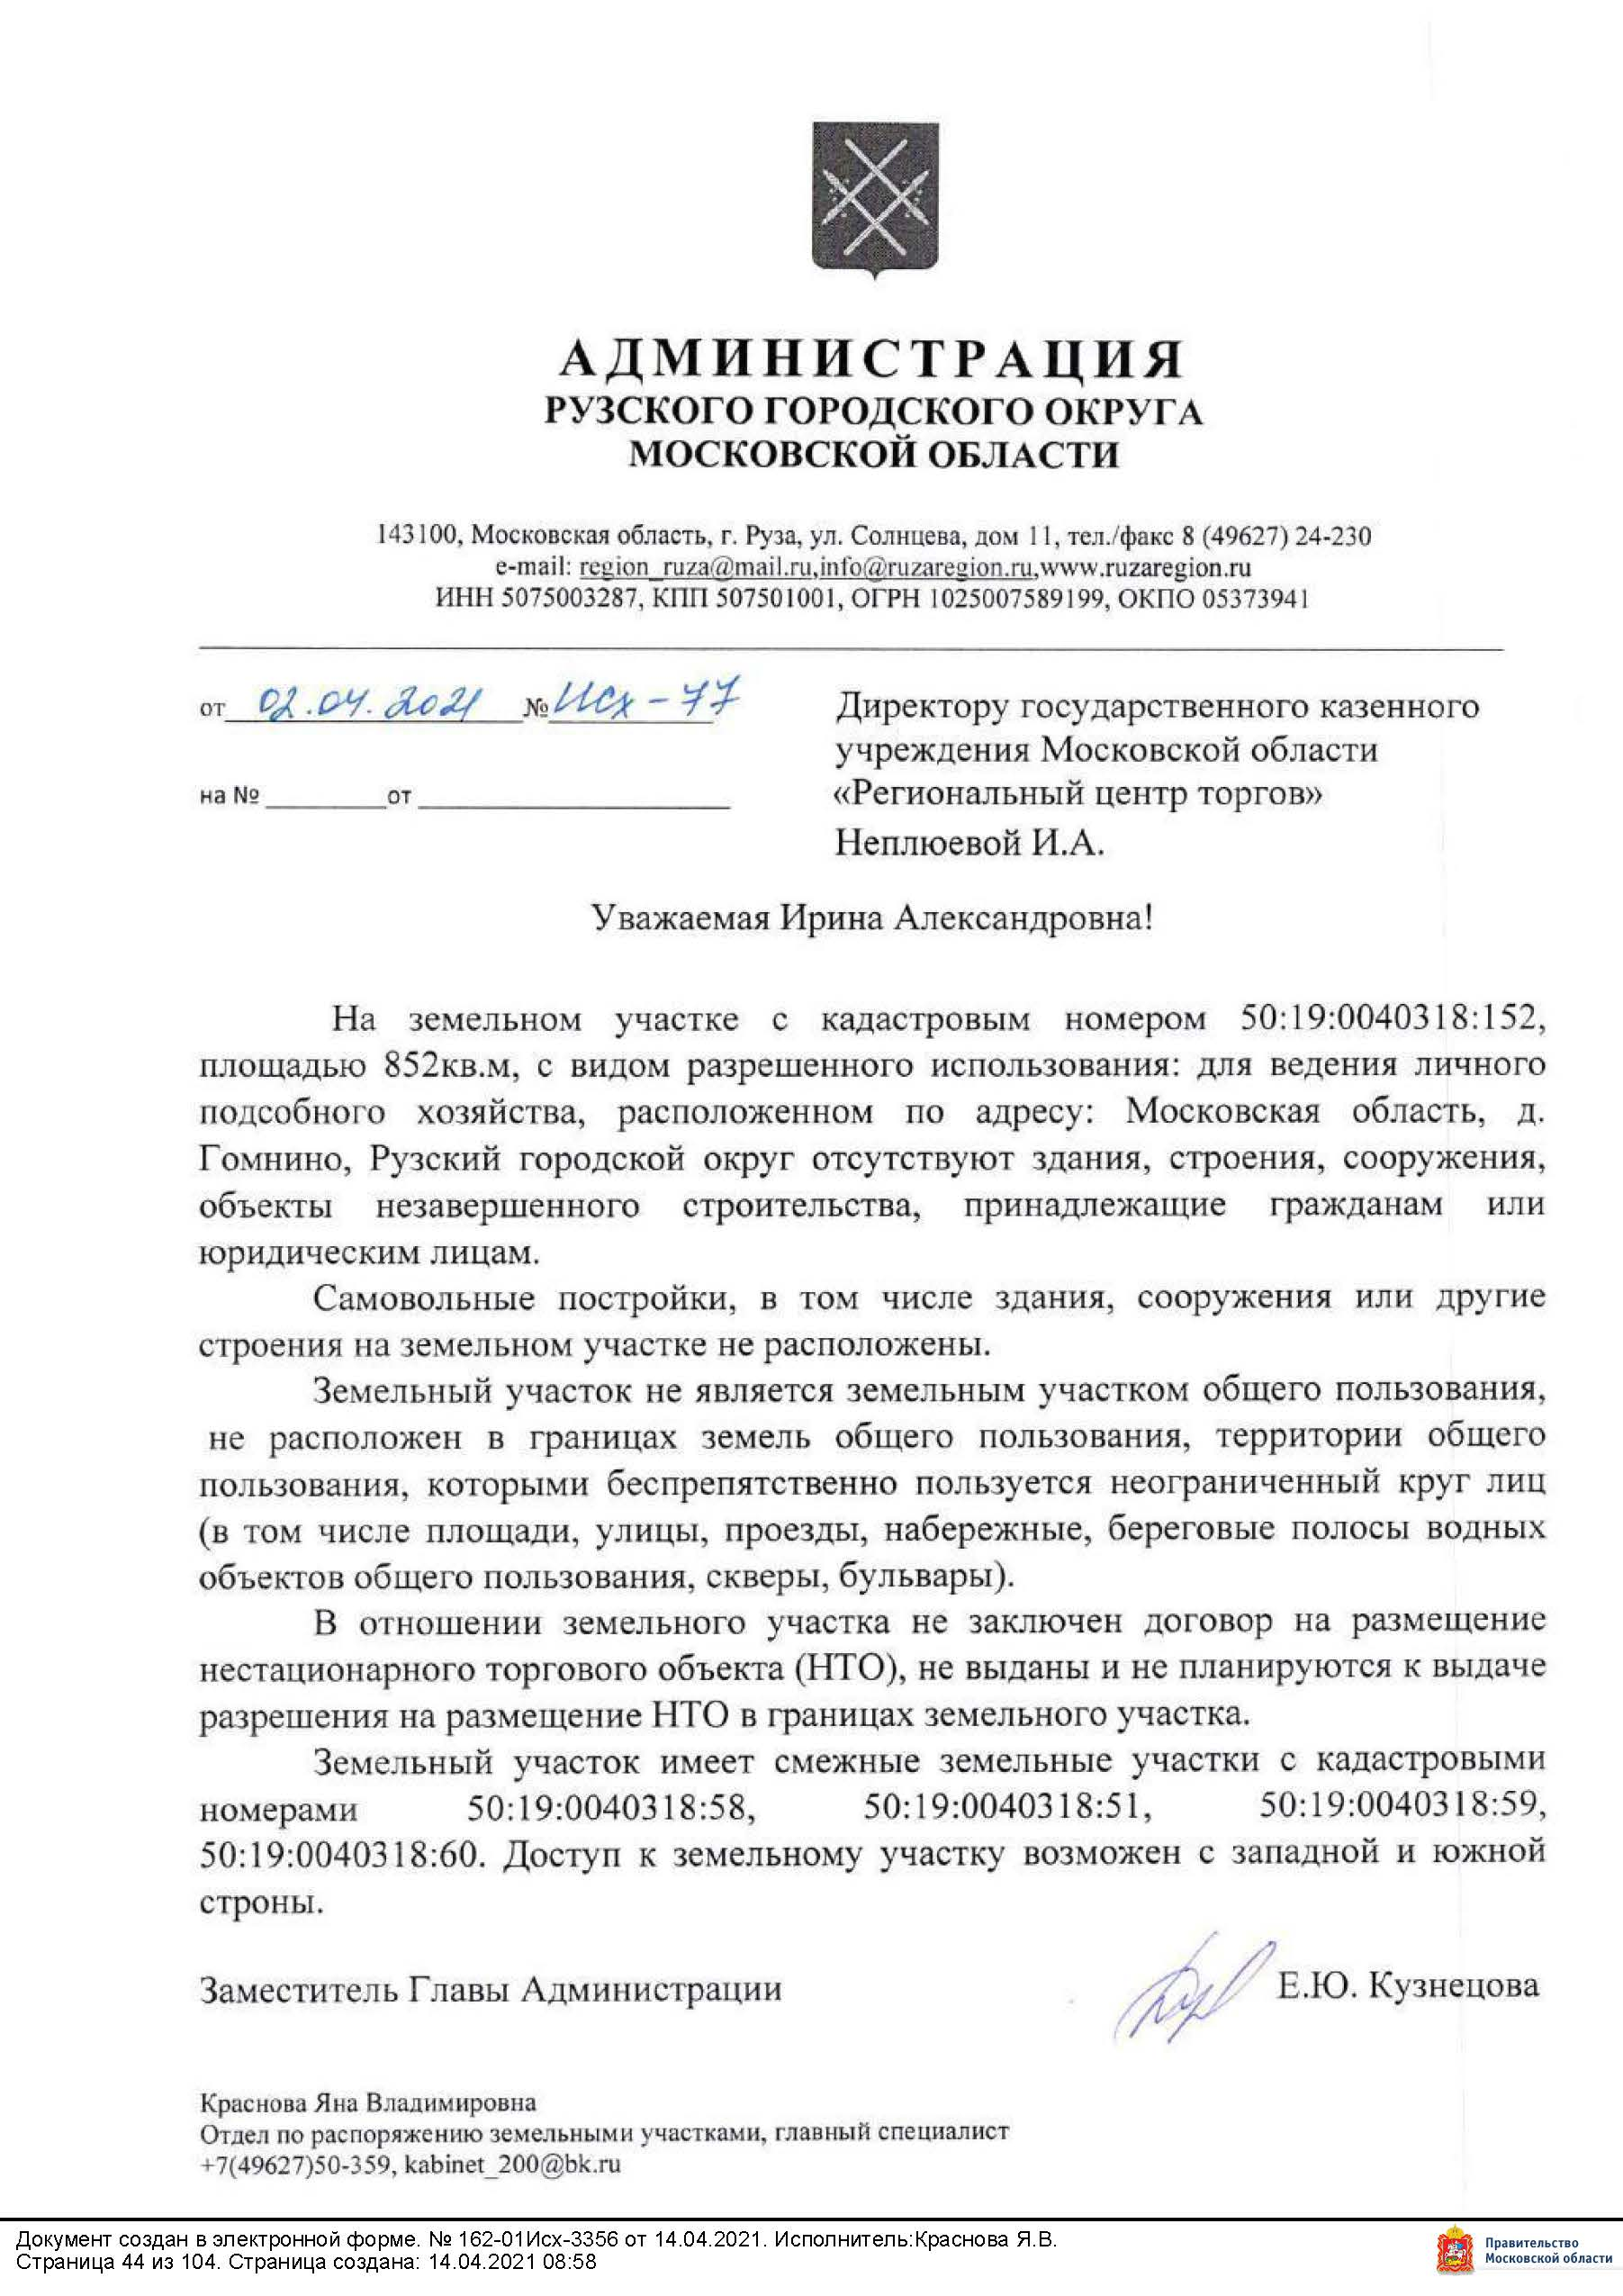 АДМИНИСТРАЦИЯ
РУЗСКОГО ГОРОДСКОГО ОКРУГА
МОСКОВСКОЙ ОБЛАСТИ
143100, Московская область, г. Руза, ул. Солнцева, дом 11, тел./факс 8 (49627) 24-230
e-mail: region_ruza@mail.ru,info@ruzaregion.ru,www.ruzaregion.ru
ИНН 5075003287, КПП 507501001, ОГРН 1025007589199, ОКПО 05373941
от 02.04.2021 № Исх-77
на № ________ от ________
Директору государственного казенного
учреждения Московской области
«Региональный центр торгов»
Неплюевой И.А.
Уважаемая Ирина Александровна!
На земельном участке с кадастровым номером 50:19:0040318:152,
площадью 852кв.м, с видом разрешенного использования: для ведения личного
подсобного хозяйства, расположенном по адресу: Московская область, д.
Гомнино, Рузский городской округ отсутствуют здания, строения, сооружения,
объекты незавершенного строительства, принадлежащие гражданам или
юридическим лицам.
Самовольные постройки, в том числе здания, сооружения или другие
строения на земельном участке не расположены.
Земельный участок не является земельным участком общего пользования,
не расположен в границах земель общего пользования, территории общего
пользования, которыми беспрепятственно пользуется неограниченный круг лиц
(в том числе площади, улицы, проезды, набережные, береговые полосы водных
объектов общего пользования, скверы, бульвары).
В отношении земельного участка не заключен договор на размещение
нестационарного торгового объекта (НТО), не выданы и не планируются к выдаче
разрешения на размещение НТО в границах земельного участка.
Земельный участок имеет смежные земельные участки с кадастровыми
номерами 50:19:0040318:58, 50:19:0040318:51, 50:19:0040318:59,
50:19:0040318:60. Доступ к земельному участку возможен с западной и южной
строны.
Заместитель Главы Администрации
Е.Ю. Кузнецова
Краснова Яна Владимировна
Отдел по распоряжению земельными участками, главный специалист
+7(49627)50-359, kabinet_200@bk.ru
Документ создан в электронной форме. № 162-01Исх-3356 от 14.04.2021. Исполнитель:Краснова Я.В.
Страница 44 из 104. Страница создана: 14.04.2021 08:58
Правительство
Московской области